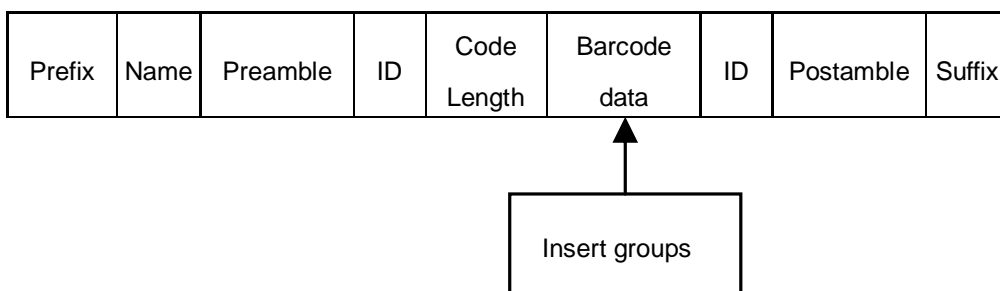 Prefix Name Preamble ID Code Length Barcode data ID Postamble Suffix
Insert groups